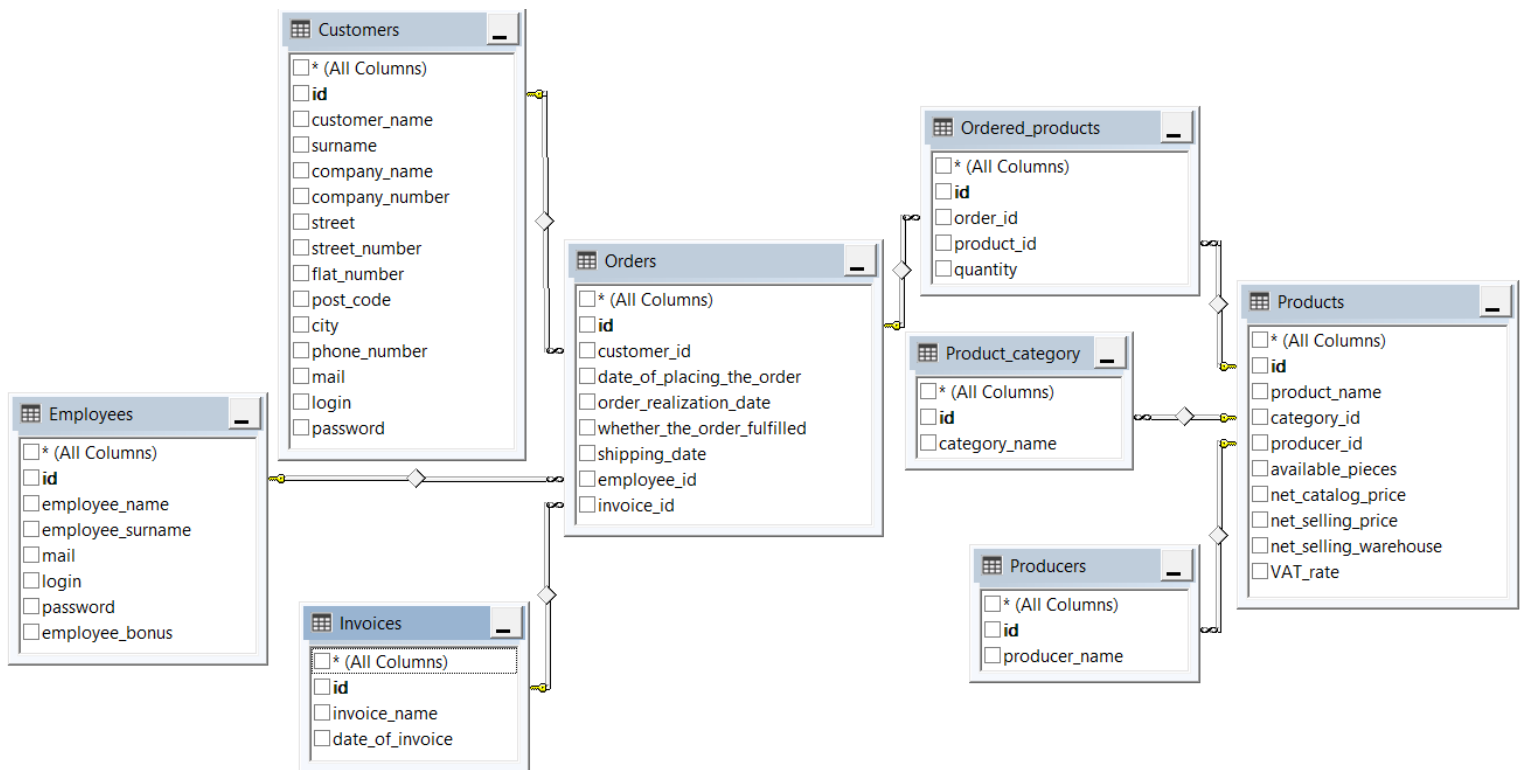 Customers
* (All Columns)
id
customer_name
surname
company_name
company_number
street
street_number
flat_number
post_code
city
phone_number
mail
login
password
Employees
* (All Columns)
id
employee_name
employee_surname
mail
login
password
employee_bonus
Invoices
* (All Columns)
id
invoice_name
date_of_invoice
Orders
* (All Columns)
id
customer_id
date_of_placing_the_order
order_realization_date
whether_the_order_fulfilled
shipping_date
employee_id
invoice_id
Ordered_products
* (All Columns)
id
order_id
product_id
quantity
Product_category
* (All Columns)
id
category_name
Producers
* (All Columns)
id
producer_name
Products
* (All Columns)
id
product_name
category_id
producer_id
available_pieces
net_catalog_price
net_selling_price
net_selling_warehouse
VAT_rate